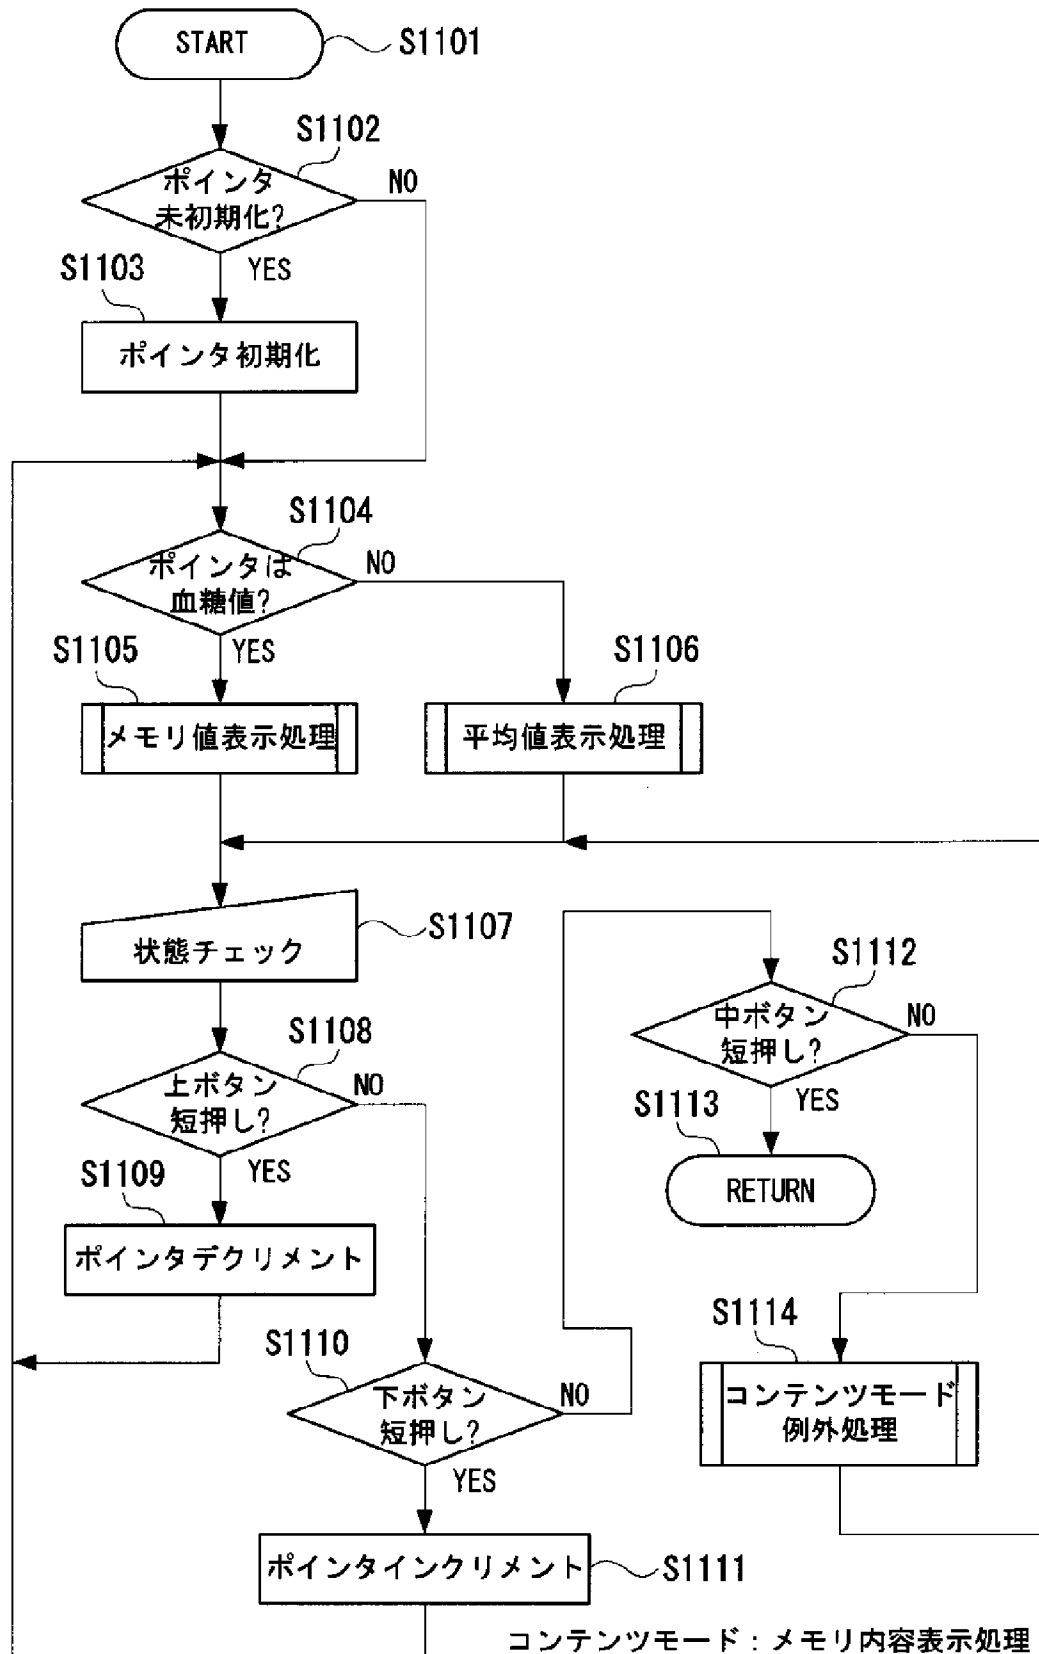 START
S1101
S1102
ポインタ
未初期化?
NO
YES
S1103
ポインタ初期化
S1104
ポインタは
血糖値?
NO
YES
S1105
メモリ値表示処理
S1106
平均値表示処理
状態チェック
S1107
S1108
上ボタン
短押し?
NO
YES
S1109
ポインタデクリメント
S1110
下ボタン
短押し?
NO
YES
ポインタインクリメント
S1111
S1112
中ボタン
短押し?
NO
YES
S1113
RETURN
S1114
コンテンツモード
例外処理
コンテンツモード:メモリ内容表示処理